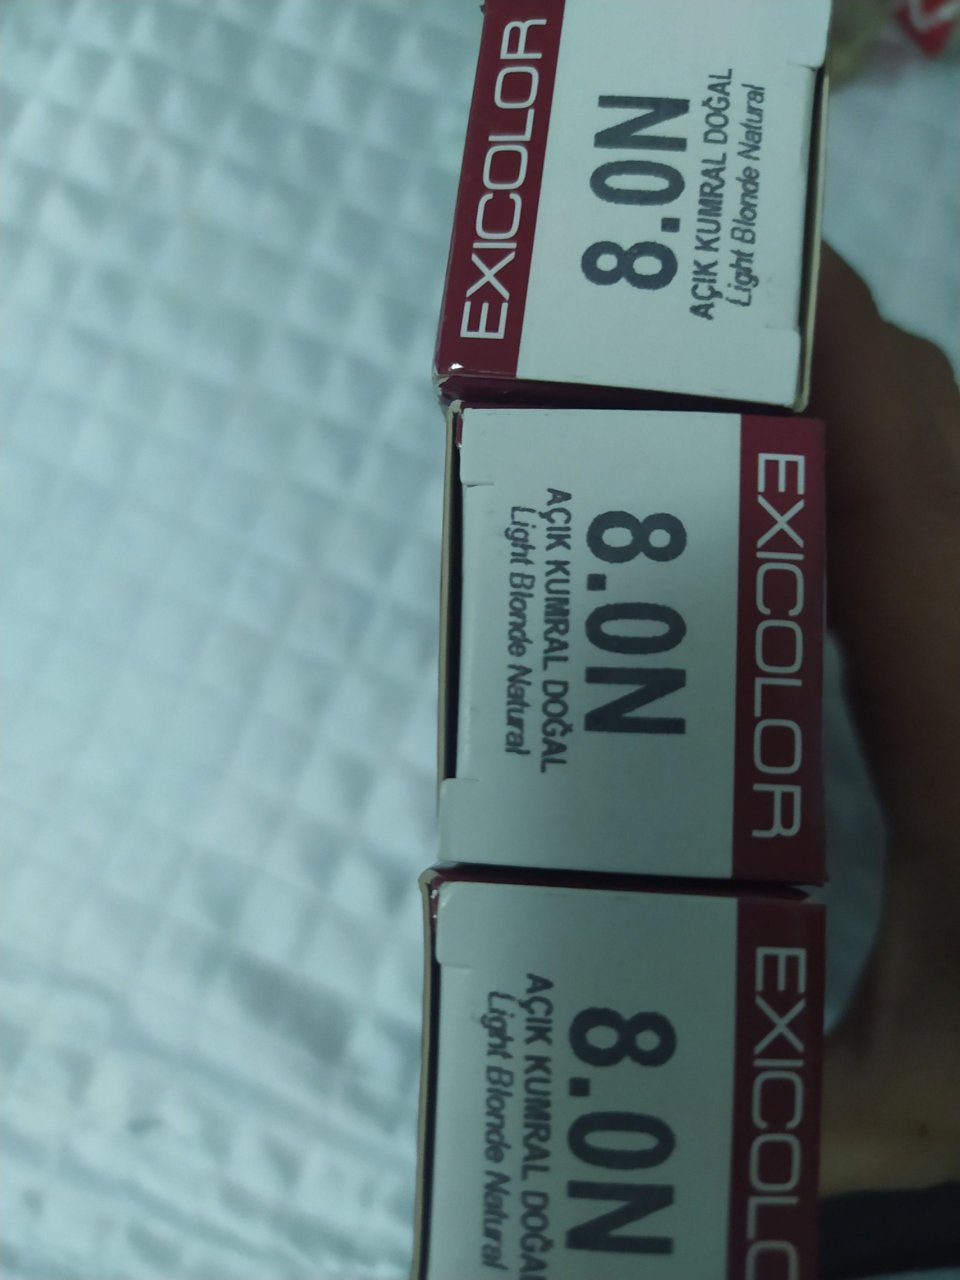 EXICOLOR
8.0N
AÇIK KUMRAL DOĞAL
Light Blonde Natural
EXICOLOR
8.0N
AÇIK KUMRAL DOĞAL
Light Blonde Natural
EXICOLO
8.0N
AÇIK KUMRAL DOĞAL
Light Blonde Natural